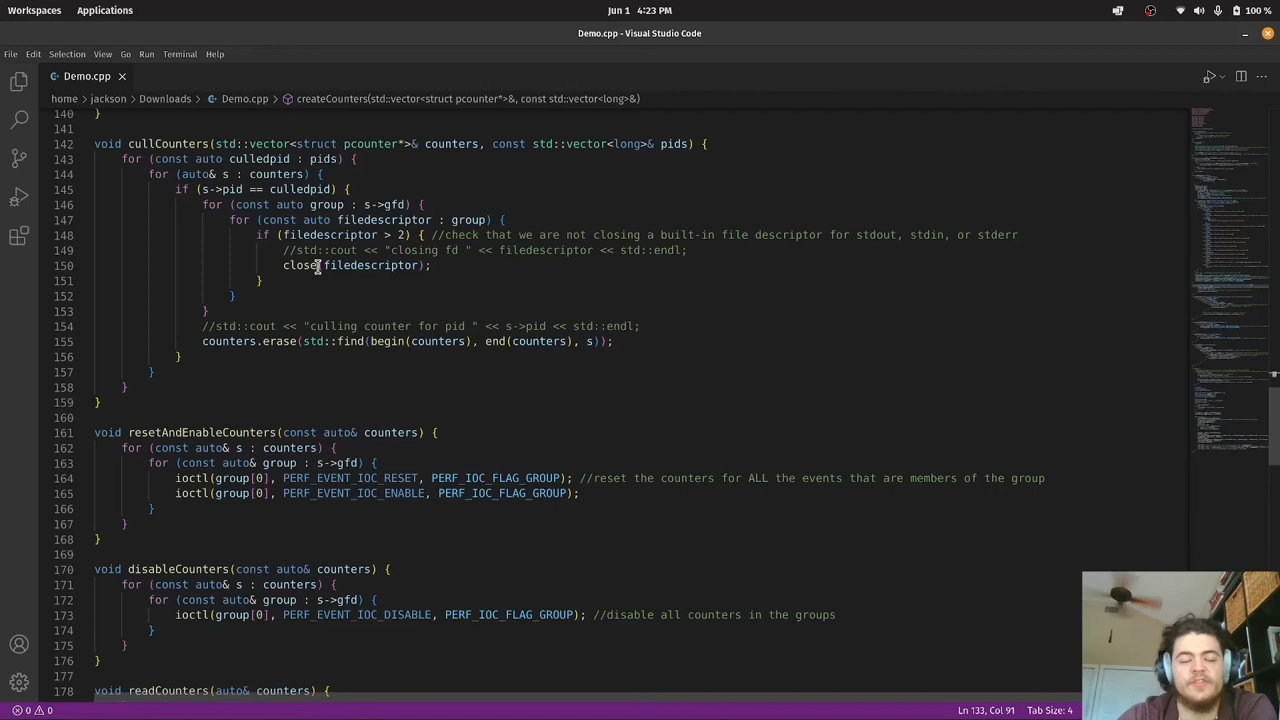 Workspaces Applications Jun 1 4:23 PM 100 %
Demo.cpp - Visual Studio Code
File Edit Selection View Go Run Terminal Help
Demo.cpp
home jackson Downloads Demo.cpp createCounters(std::vector<struct pcounter*>&, const std::vector<long>&)
140 }
141
142 void cullCounters(std::vector<struct pcounter*>& counters, const std::vector<long>& pids) {
143 for (const auto culledpid : pids) {
144 for (auto& s : counters) {
145 if (s->pid == culledpid) {
146 for (const auto group : s->gfd) {
147 for (const auto filedescriptor : group) {
148 if (filedescriptor > 2) { //check that we are not closing a built-in file descriptor for stdout, stdin, or stderr
149 //std::cout << "closing fd " << filedescriptor << std::endl;
150 close(filedescriptor);
151 }
152 }
153 }
154 //std::cout << "culling counter for pid " << s->pid << std::endl;
155 counters.erase(std::find(begin(counters), end(counters), s));
156 }
157 }
158 }
159 }
160
161 void resetAndEnableCounters(const auto& counters) {
162 for (const auto& s : counters) {
163 for (const auto& group : s->gfd) {
164 ioctl(group[0], PERF_EVENT_IOC_RESET, PERF_IOC_FLAG_GROUP); //reset the counters for ALL the events that are members of the group
165 ioctl(group[0], PERF_EVENT_IOC_ENABLE, PERF_IOC_FLAG_GROUP);
166 }
167 }
168 }
169
170 void disableCounters(const auto& counters) {
171 for (const auto& s : counters) {
172 for (const auto& group : s->gfd) {
173 ioctl(group[0], PERF_EVENT_IOC_DISABLE, PERF_IOC_FLAG_GROUP); //disable all counters in the groups
174 }
175 }
176 }
177
178 void readCounters(auto& counters) {
0 0 Ln 133, Col 91 Tab Size: 4